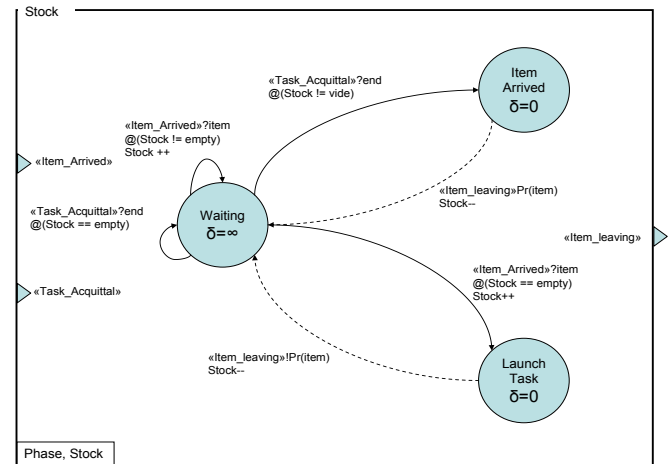 Stock
«Task_Acquittal»?end
@(Stock != vide)
Item
Arrived
δ=0
«Item_Arrived»?item
@(Stock != empty)
Stock ++
«Item_Arrived»
«Item_leaving»Pr(item)
Stock--
«Task_Acquittal»?end
@(Stock == empty)
Waiting
δ=∞
«Item_leaving»
«Item_Arrived»?item
@(Stock == empty)
Stock++
«Task_Acquittal»
«Item_leaving»!Pr(item)
Stock--
Launch
Task
δ=0
Phase, Stock